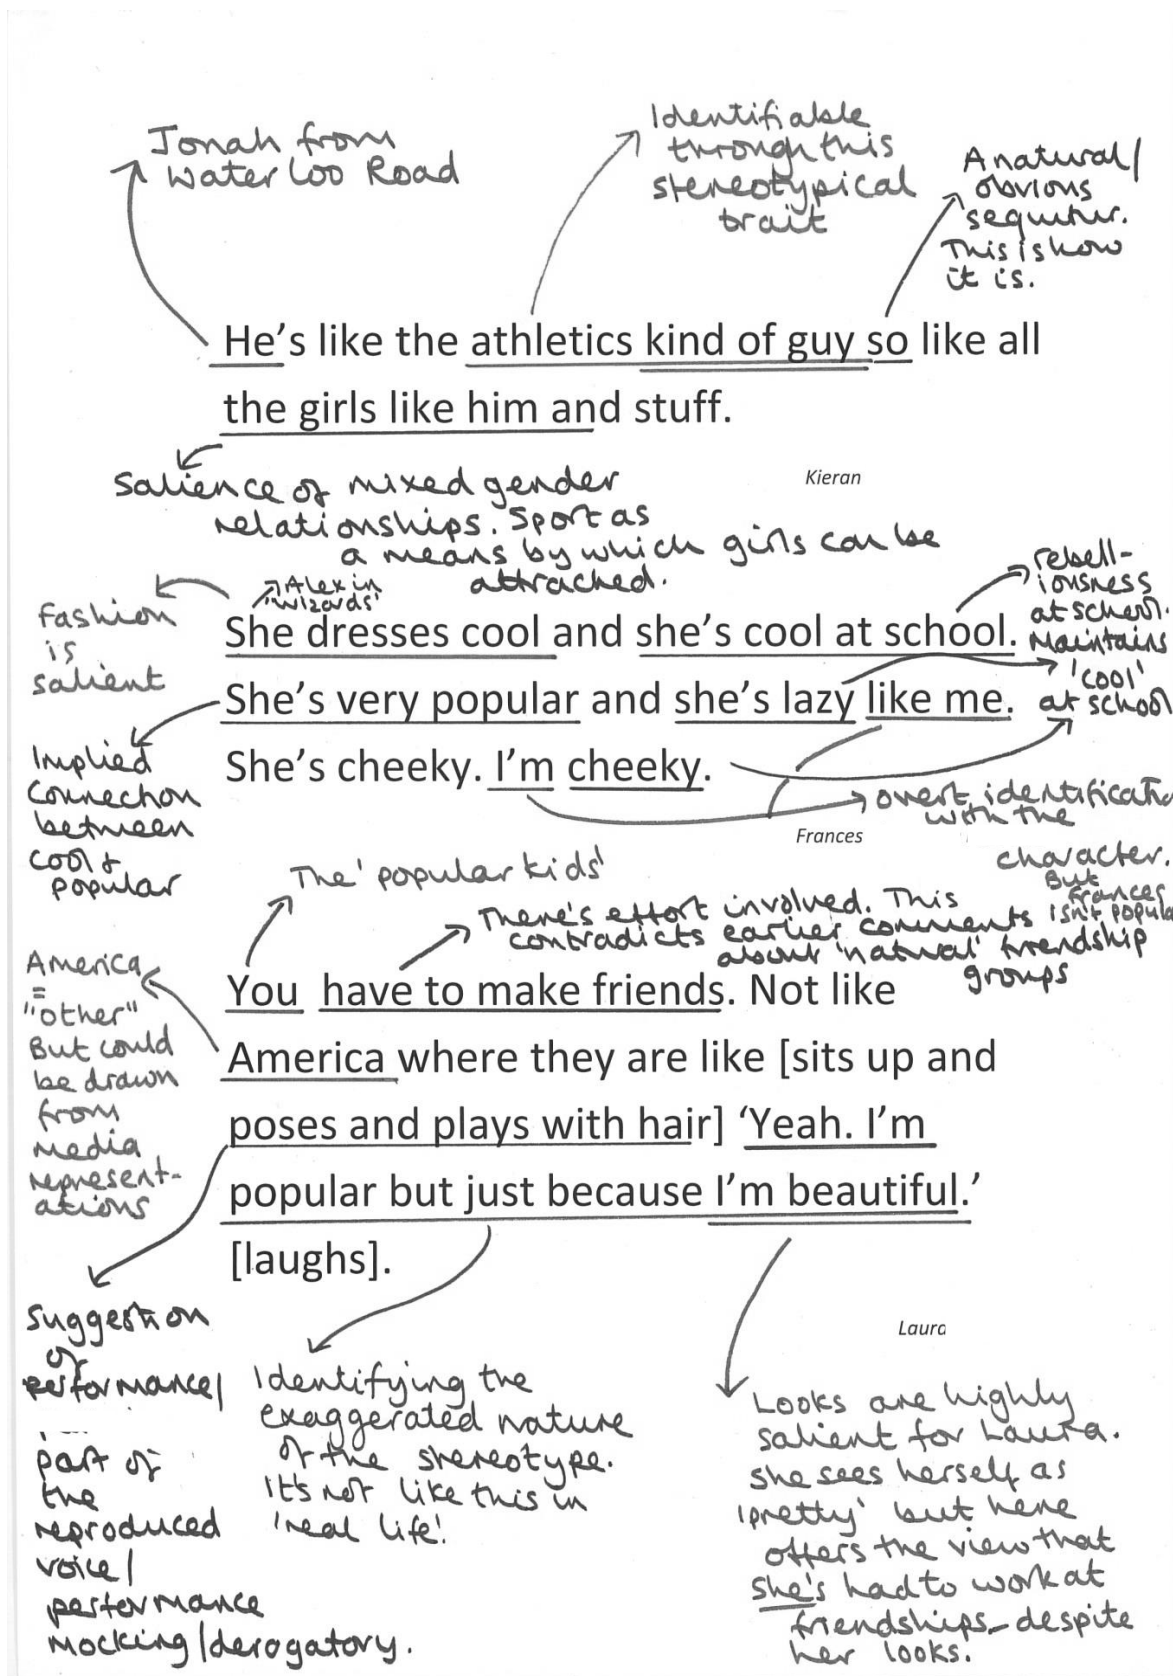 Jonah from
Waterloo Road
Identifiable
through this
stereotypical
trait
A natural/
obvious
sequitur.
This is how
it is.
He's like the athletics kind of guy so like all
the girls like him and stuff.
Kieran
Salience of mixed gender
relationships. Sport as
a means by which girls can be
attracted.
Fashion
is
salient
Alex in
'Wizards'
rebell-
iousness
at school.
Maintains
'cool'
at school
She dresses cool and she's cool at school.
She's very popular and she's lazy like me.
She's cheeky. I'm cheeky.
Implied
connection
between
cool &
popular
overt identificatio
with the
character.
But
Frances
isn't popula
Frances
The 'popular kids'
There's effort involved. This
contradicts earlier comments
about 'natural' friendship
groups
America
=
"other"
But could
be drawn
from
media
represent-
ations
You have to make friends. Not like
America where they are like [sits up and
poses and plays with hair] ‘Yeah. I’m
popular but just because I’m beautiful.’
[laughs].
Laura
Suggestion
of
performance/
part of
the
reproduced
voice/
performance
mocking/derogatory.
Identifying the
exaggerated nature
of the stereotype.
It's not like this in
'real life'.
Looks are highly
salient for Laura.
She sees herself as
'pretty' but here
offers the view that
she's had to work at
friendships - despite
her looks.